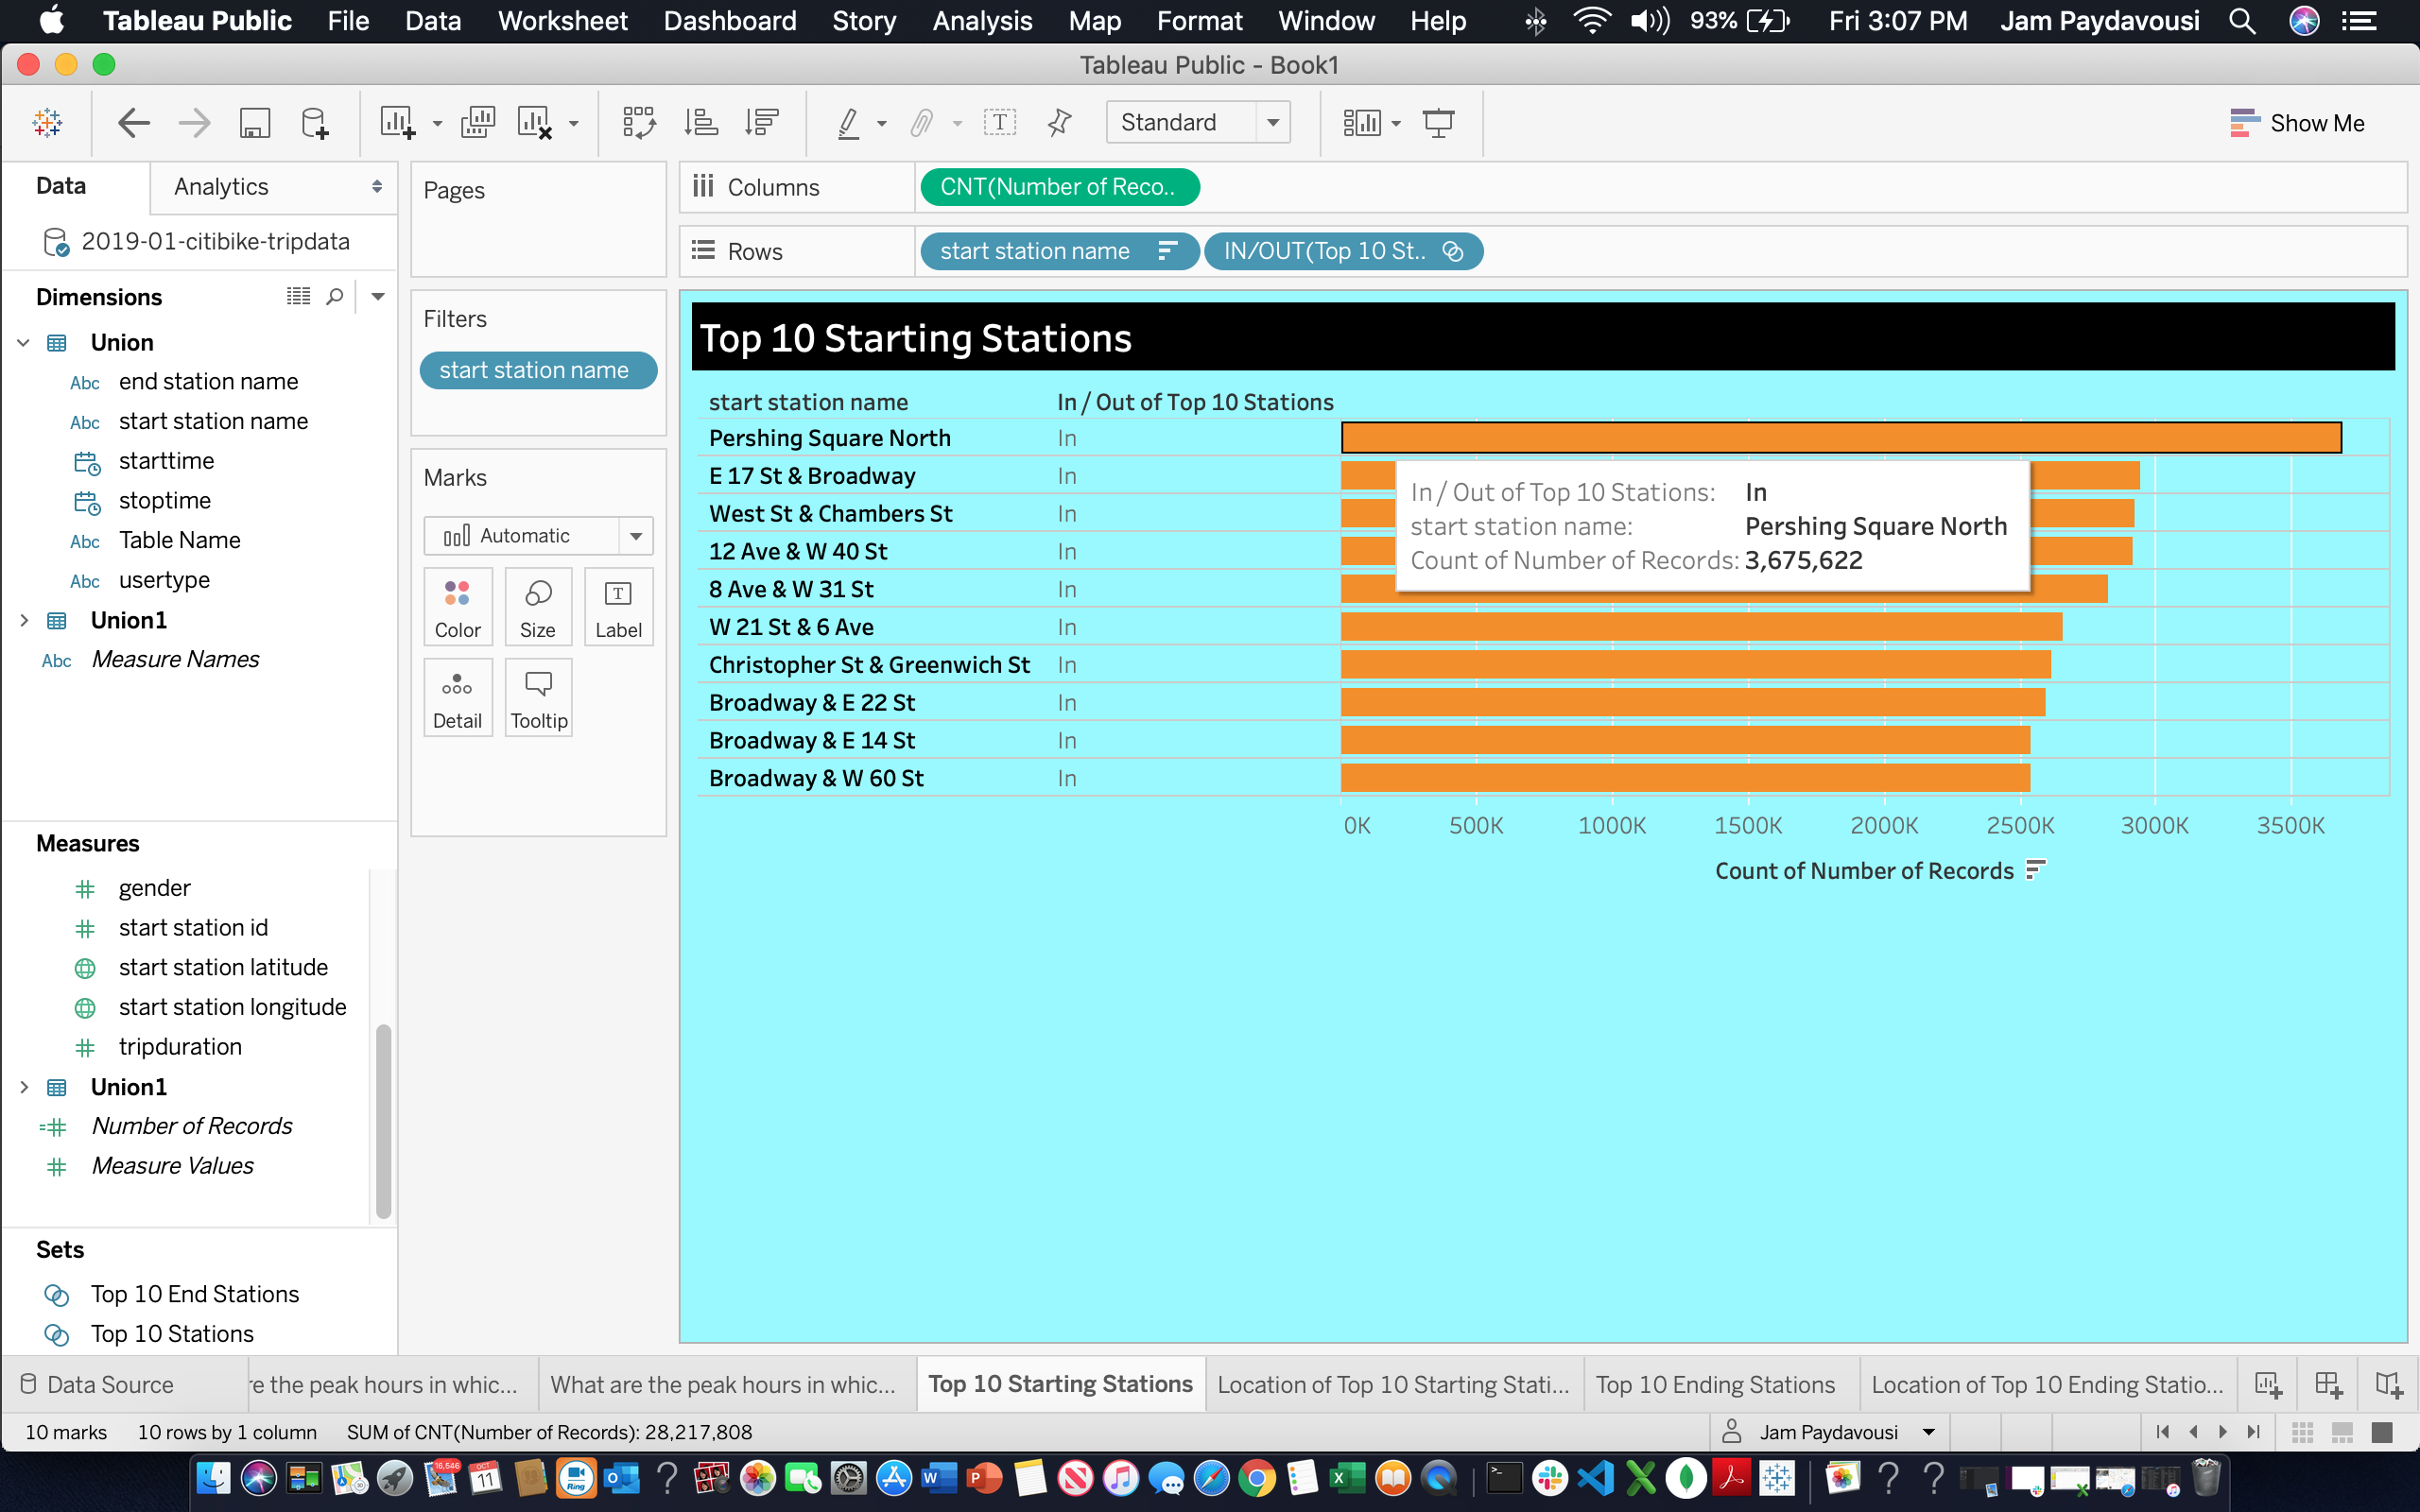 Tableau Public File Data Worksheet Dashboard Story Analysis Map Format Window Help 93% Fri 3:07 PM Jam Paydavousi
Tableau Public - Book1
Standard
Show Me
Data Analytics
2019-01-citibike-tripdata
Dimensions
Union
Abc end station name
Abc start station name
starttime
stoptime
Abc Table Name
Abc usertype
Union1
Abc Measure Names
Measures
gender
start station id
start station latitude
start station longitude
tripduration
Union1
Number of Records
Measure Values
Sets
Top 10 End Stations
Top 10 Stations
Pages
Filters
start station name
Marks
Automatic
Color Size Label
Detail Tooltip
Columns CNT(Number of Reco..
Rows start station name IN/OUT(Top 10 St..
Top 10 Starting Stations
start station name In / Out of Top 10 Stations
Pershing Square North In
E 17 St & Broadway In
West St & Chambers St In
12 Ave & W 40 St In
8 Ave & W 31 St In
W 21 St & 6 Ave In
Christopher St & Greenwich St In
Broadway & E 22 St In
Broadway & E 14 St In
Broadway & W 60 St In
In / Out of Top 10 Stations: In
start station name: Pershing Square North
Count of Number of Records: 3,675,622
0K 500K 1000K 1500K 2000K 2500K 3000K 3500K
Count of Number of Records
Data Source re the peak hours in whic... What are the peak hours in whic... Top 10 Starting Stations Location of Top 10 Starting Stati... Top 10 Ending Stations Location of Top 10 Ending Statio...
10 marks 10 rows by 1 column SUM of CNT(Number of Records): 28,217,808 Jam Paydavousi
16,546
OCT
11
Ring